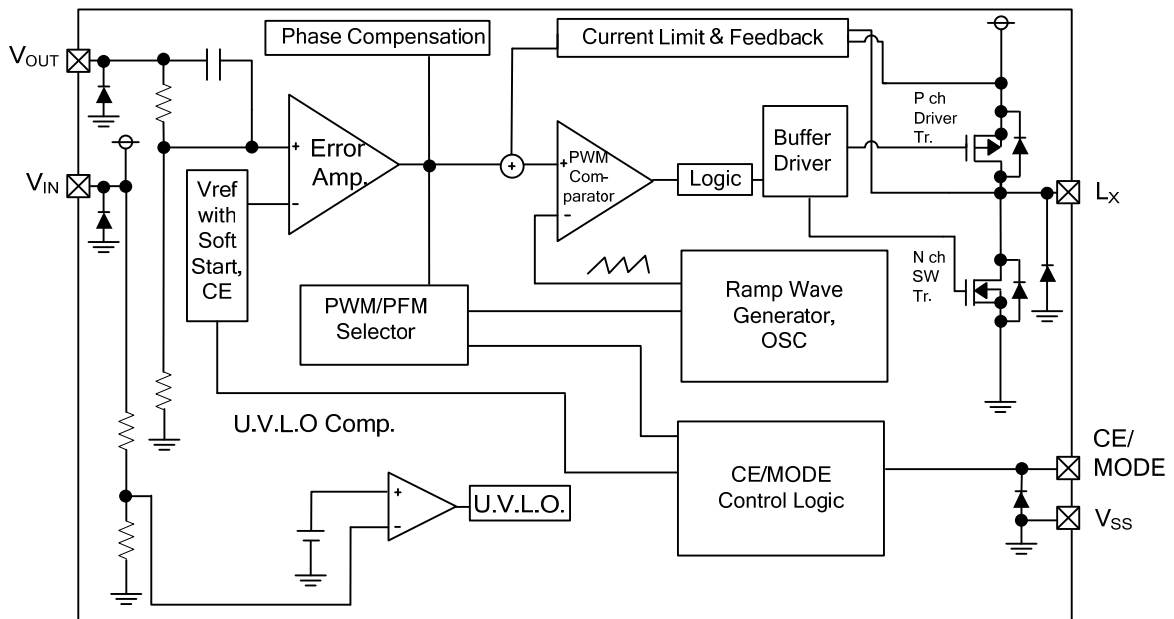 Phase Compensation
Current Limit & Feedback
VOUT
P ch
Driver
Tr.
Buffer
Driver
+
Error
Amp.
−
+
+
PWM
Com-
parator
−
Logic
VIN
Vref
with
Soft
Start,
CE
LX
N ch
SW
Tr.
PWM/PFM
Selector
Ramp Wave
Generator,
OSC
U.V.L.O Comp.
CE/
MODE
CE/MODE
Control Logic
+
−
U.V.L.O.
VSS